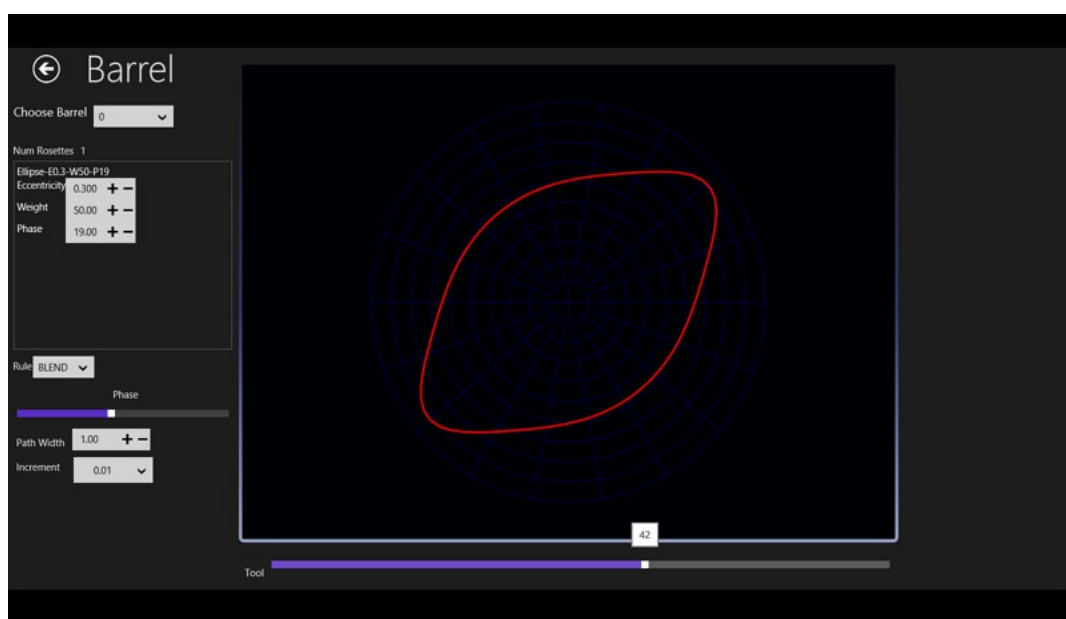 Barrel
Choose Barrel 0
Num Rosettes 1
Ellipse-E0.3-W50-P19
Eccentricity 0.300 + −
Weight 50.00 + −
Phase 19.00 + −
Rule BLEND
Phase
Path Width 1.00 + −
Increment 0.01
42
Tool